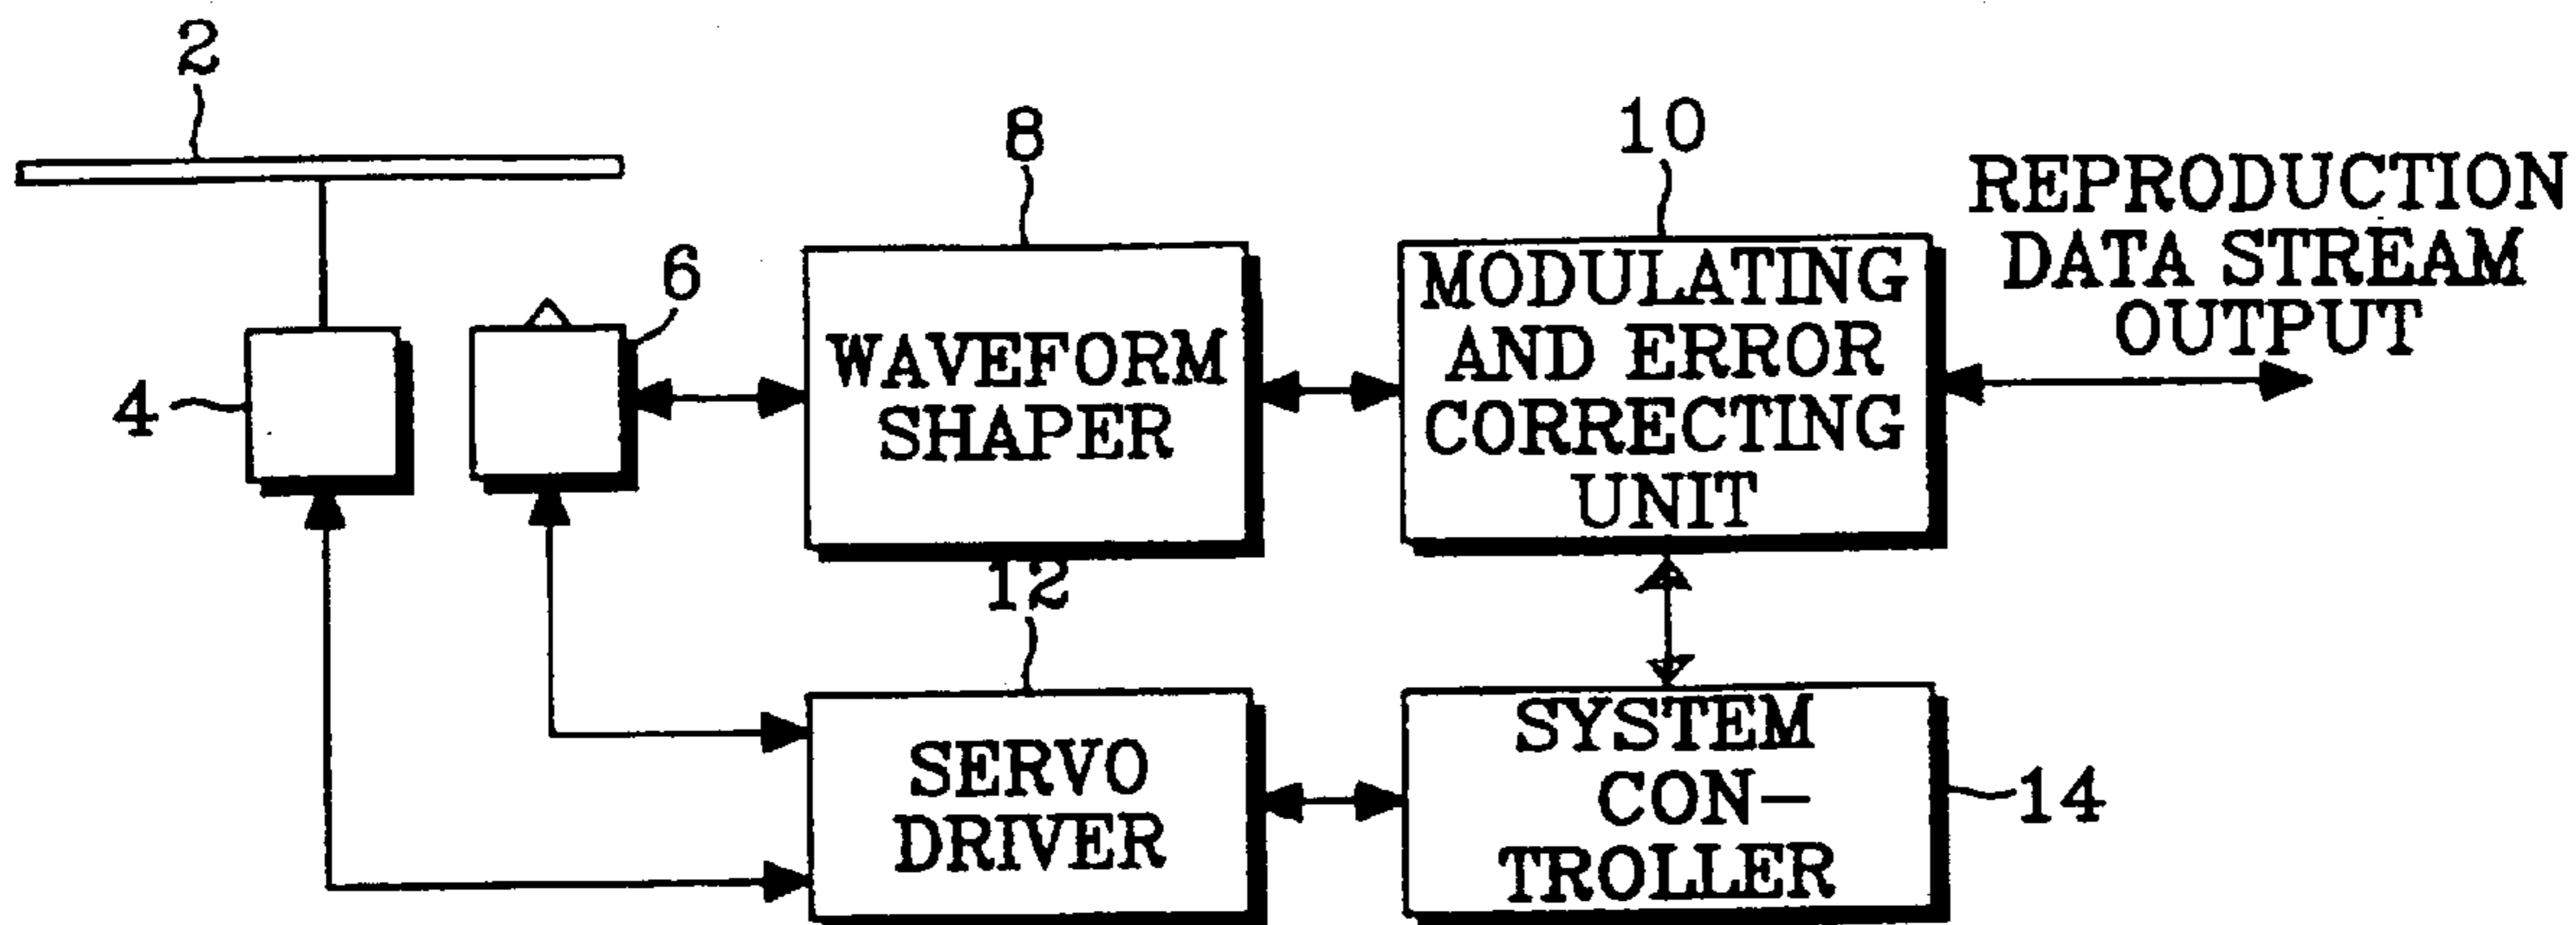 2
8
10
6
4
WAVEFORM
SHAPER
MODULATING
AND ERROR
CORRECTING
UNIT
REPRODUCTION
DATA STREAM
OUTPUT
12
SERVO
DRIVER
SYSTEM
CON-
TROLLER
14